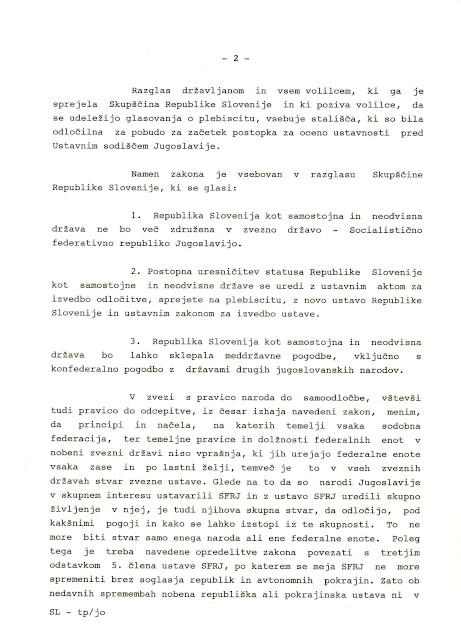 - 2 -
Razglas državljanom in vsem volilcem, ki ga je
sprejela Skupščina Republike Slovenije in ki poziva volilce, da
se udeležijo glasovanja o plebiscitu, vsebuje stališča, ki so bila
odločilna za pobudo za začetek postopka za oceno ustavnosti pred
Ustavnim sodiščem Jugoslavije.
Namen zakona je vsebovan v razglasu Skupščine
Republike Slovenije, ki se glasi:
1. Republika Slovenija kot samostojna in neodvisna
država ne bo več združena v zvezno državo - Socialistično
federativno republiko Jugoslavijo.
2. Postopna uresničitev statusa Republike Slovenije
kot samostojne in neodvisne države se uredi z ustavnim aktom za
izvedbo odločitve, sprejete na plebiscitu, z novo ustavo Republike
Slovenije in ustavnim zakonom za izvedbo ustave.
3. Republika Slovenija kot samostojna in neodvisna
država bo lahko sklepala meddržavne pogodbe, vključno s
konfederalno pogodbo z državami drugih jugoslovanskih narodov.
V zvezi s pravico naroda do samoodločbe, vštevši
tudi pravico do odcepitve, iz česar izhaja navedeni zakon, menim,
da principi in načela, na katerih temelji vsaka sodobna
federacija, ter temeljne pravice in dolžnosti federalnih enot v
nobeni zvezni državi niso vprašnja, ki jih urejajo federalne enote
vsaka zase in po lastni želji, temveč je to v vseh zveznih
državah stvar zvezne ustave. Glede na to da so narodi Jugoslavije
v skupnem interesu ustavarili SFRJ in z ustavo SFRJ uredili skupno
življenje v njej, je tudi njihova skupna stvar, da odločijo, pod
kakšnimi pogoji in kako se lahko izstopi iz te skupnosti. To ne
more biti stvar samo enega naroda ali ene federalne enote. Poleg
tega je treba navedene opredelitve zakona povezati s tretjim
odstavkom 5. člena ustave SFRJ, po katerem se meja SFRJ ne more
spremeniti brez soglasja republik in avtonomnih pokrajin. Zato ob
nedavnih spremembah nobena republiška ali pokrajinska ustava ni v
SL - tp/jo